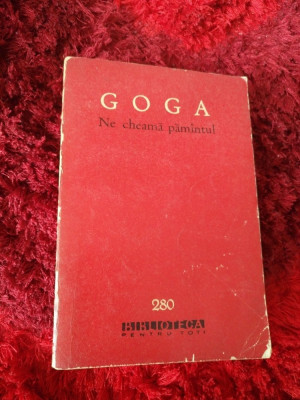 GOGA
Ne cheamă pămîntul
280
BIBLIOTECA
PENTRU TOȚI